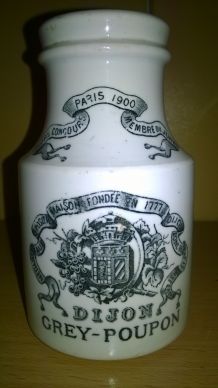 PARIS 1900
CONCOURS
MEMBRE DU
MAISON FONDÉE EN 1777
DIJON
GREY-POUPON